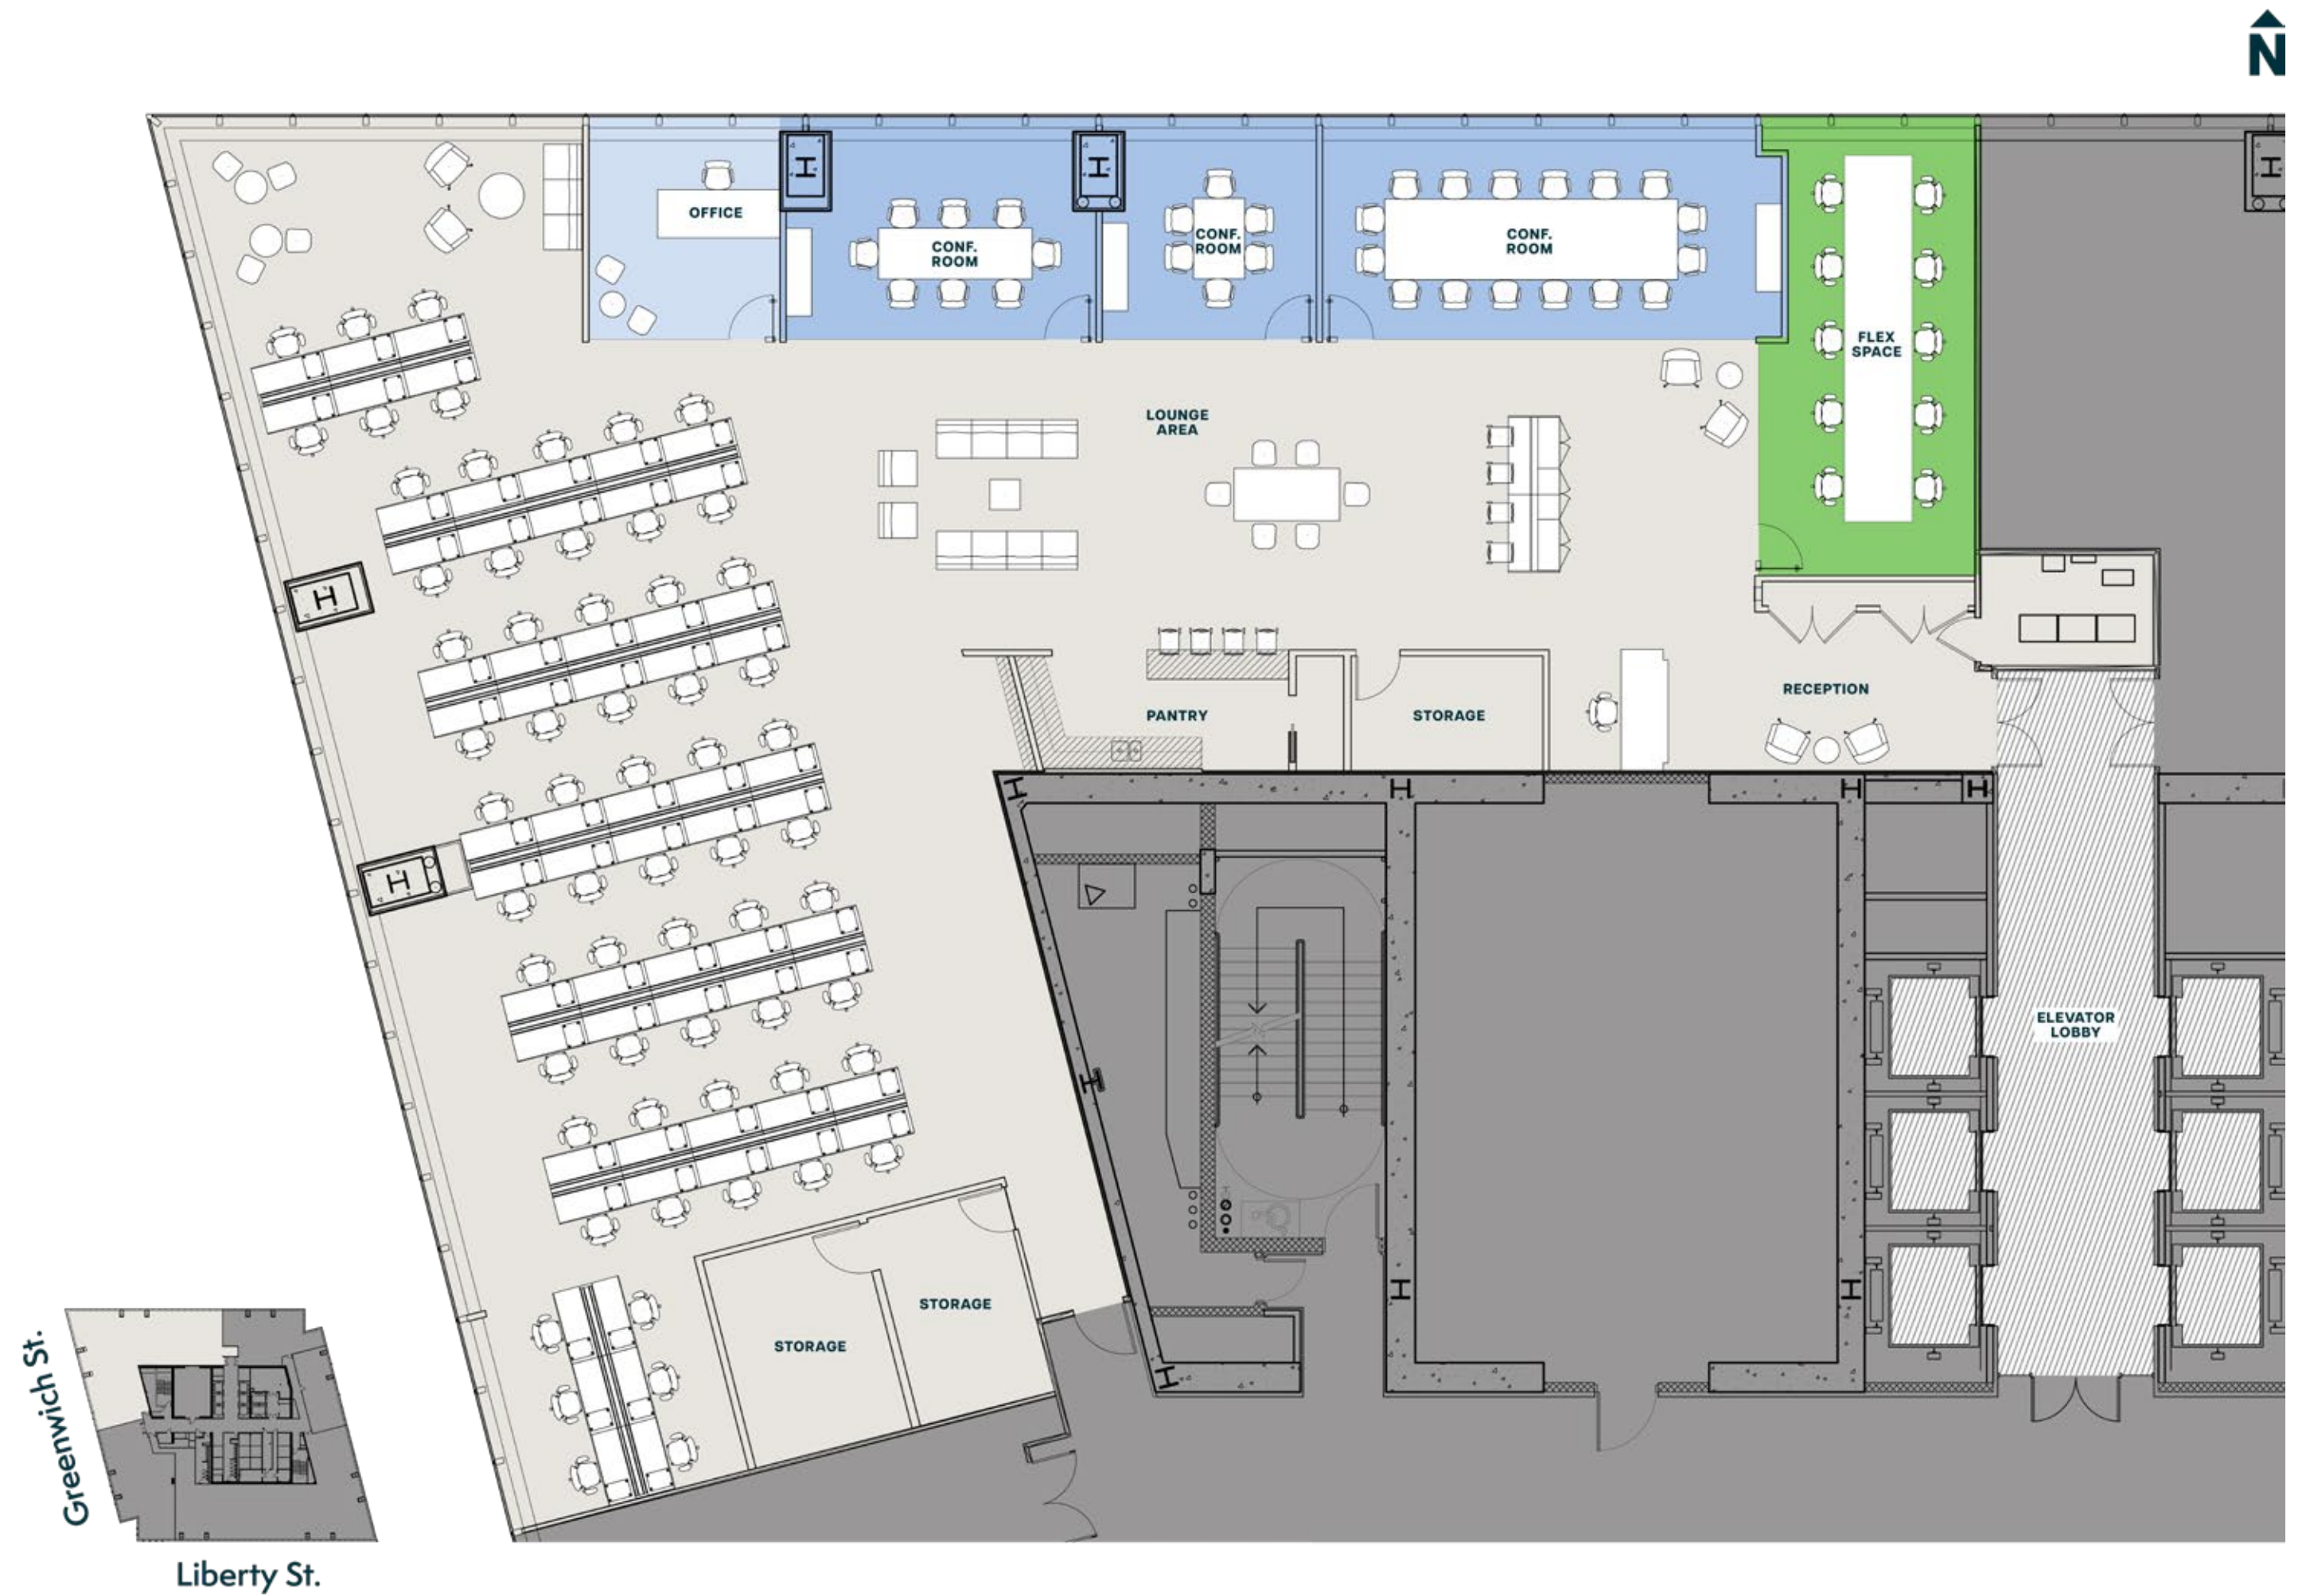 N
OFFICE
CONF.
ROOM
CONF.
ROOM
CONF.
ROOM
FLEX
SPACE
LOUNGE
AREA
RECEPTION
PANTRY
STORAGE
ELEVATOR
LOBBY
STORAGE
STORAGE
Greenwich St.
Liberty St.